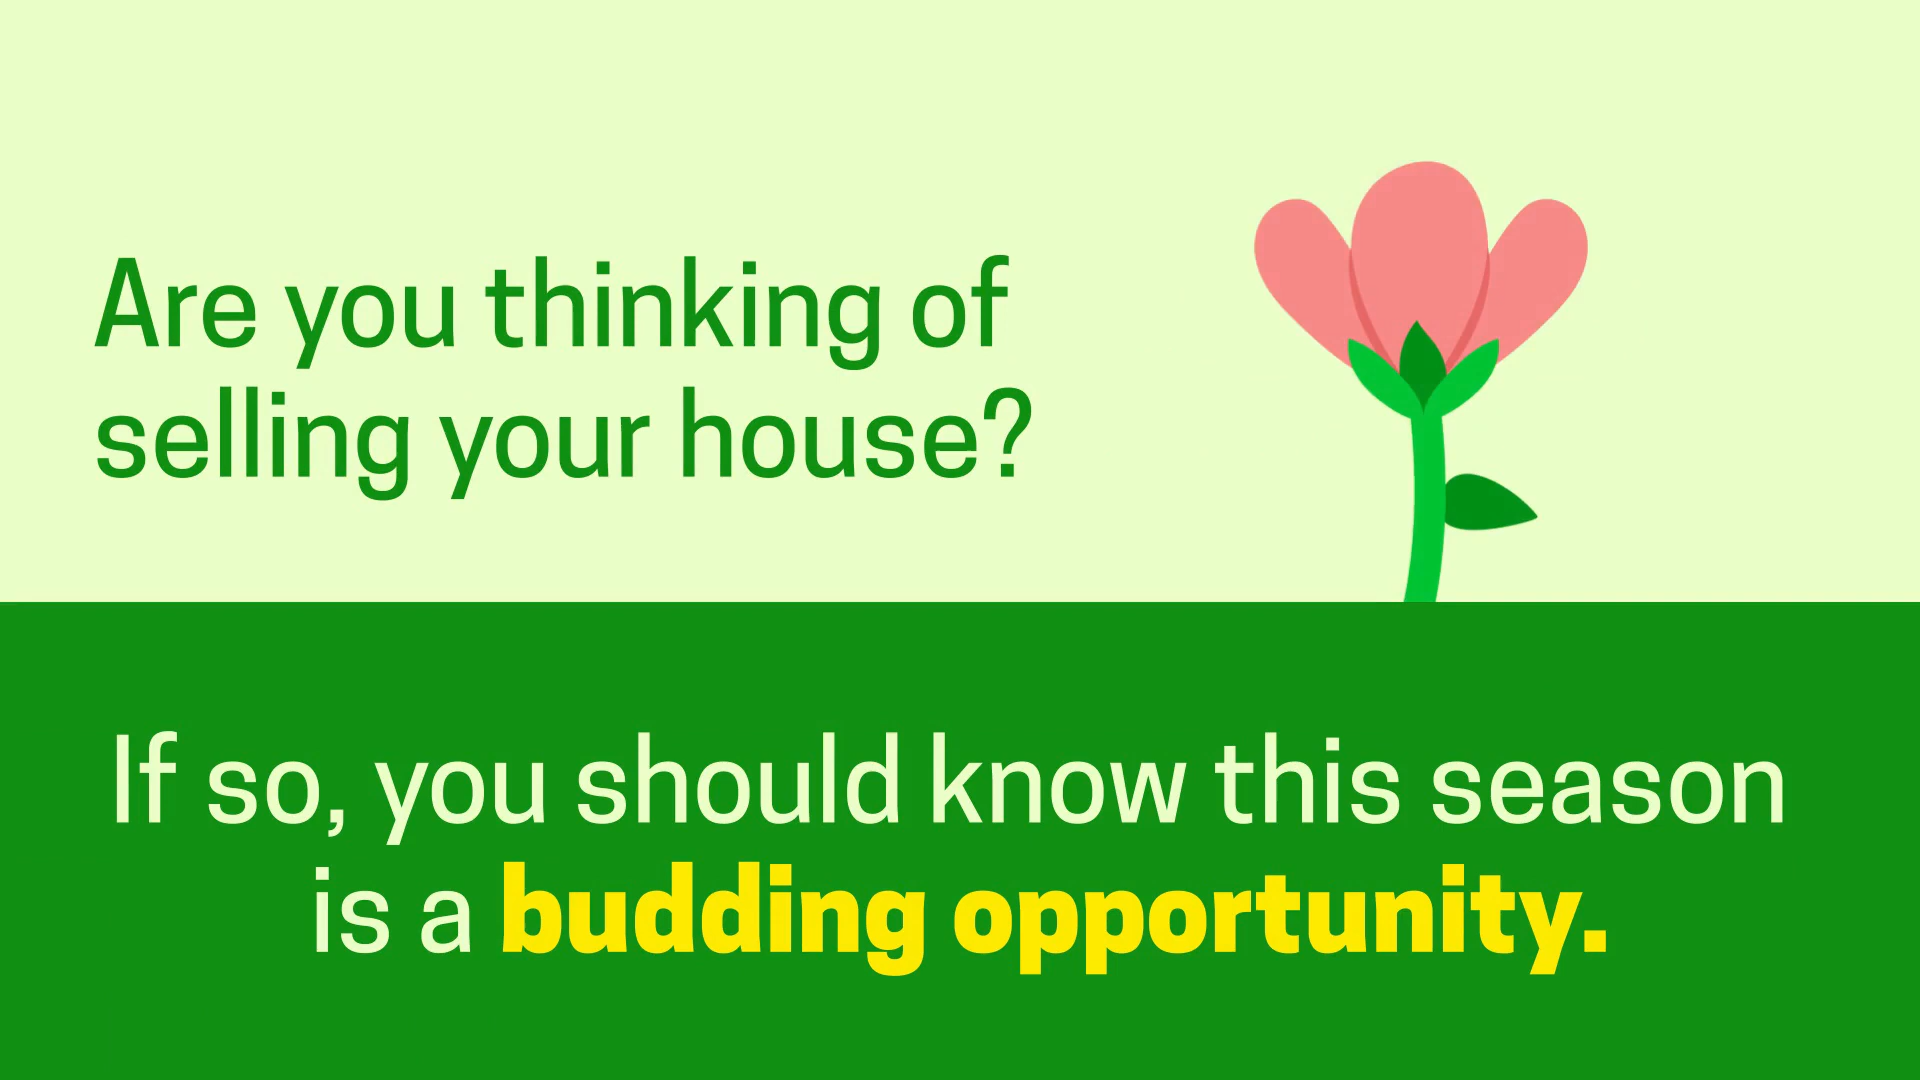 Are you thinking of
selling your house?
If so, you should know this season
is a budding opportunity.